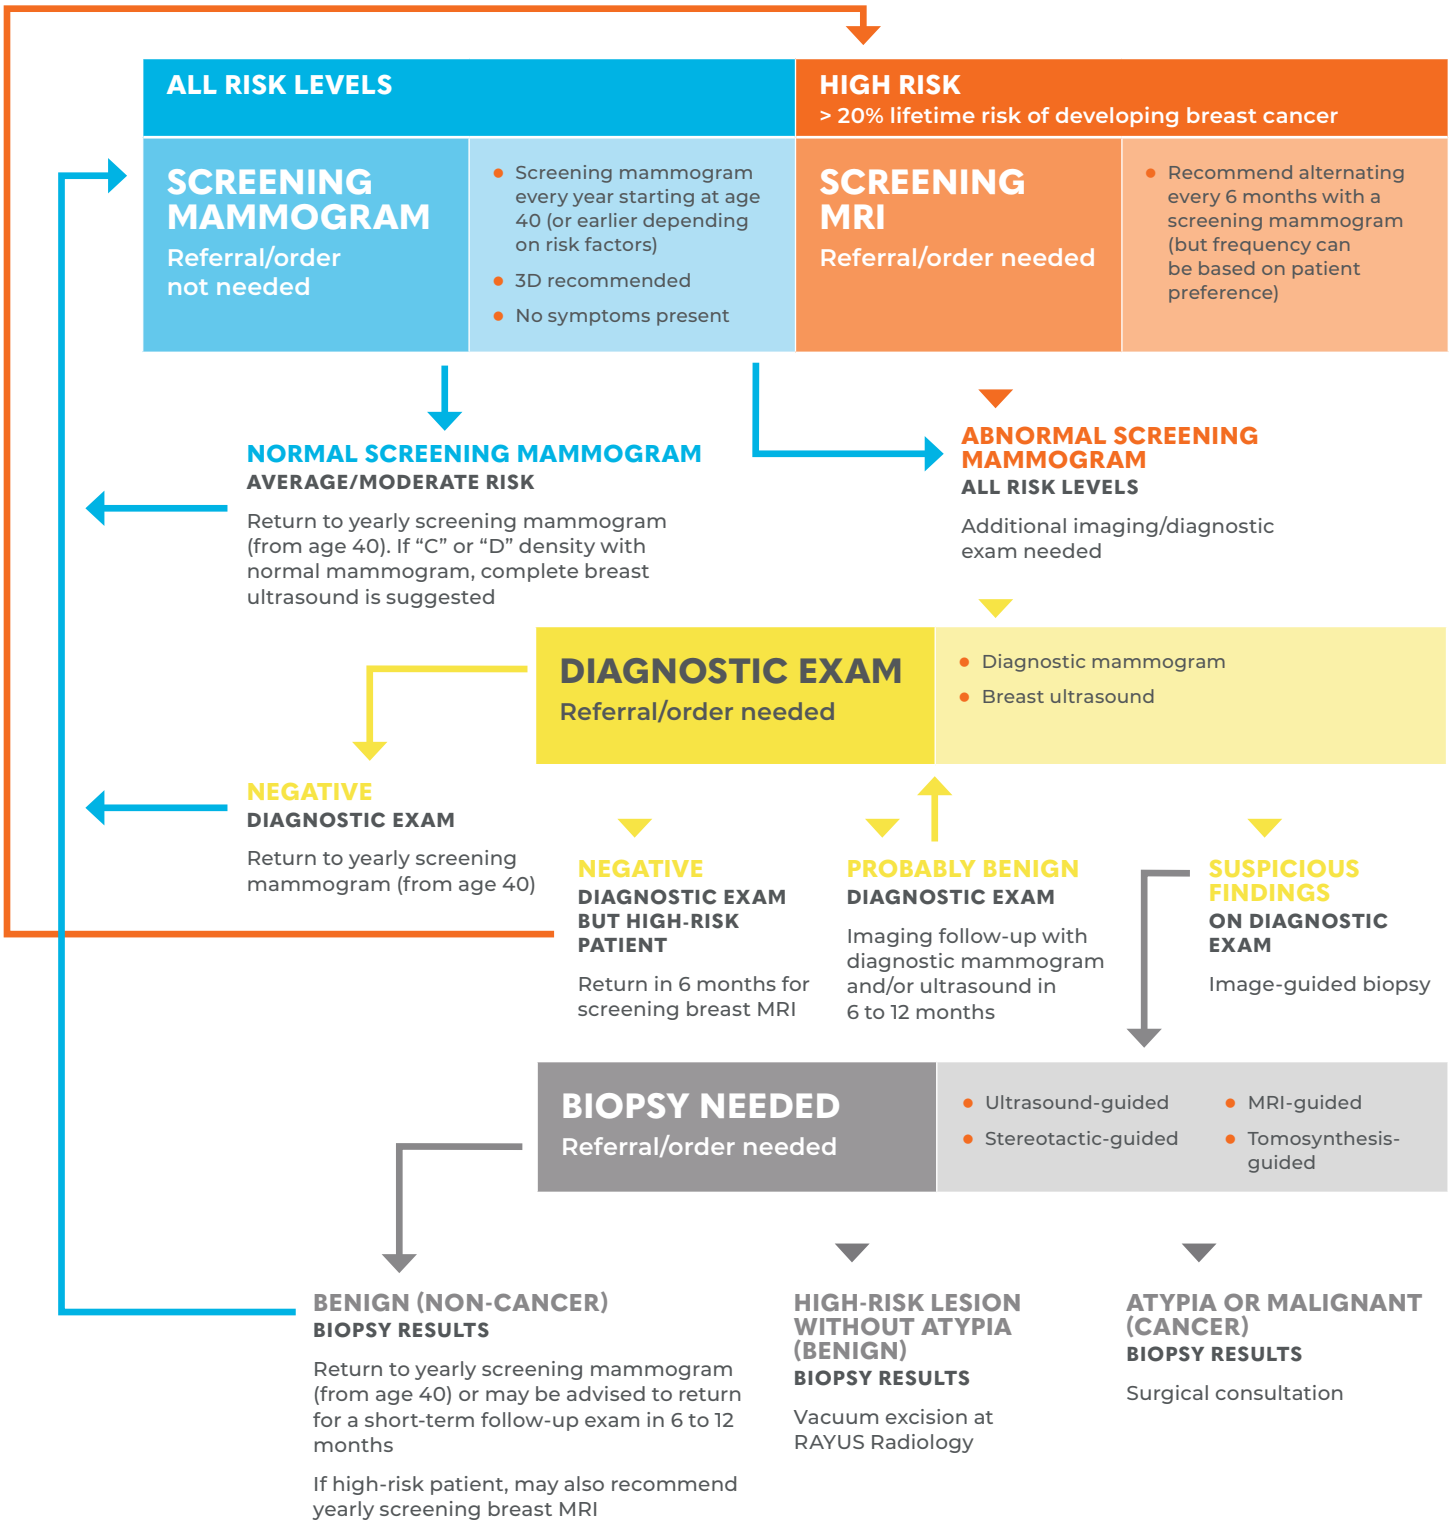 ALL RISK LEVELS
HIGH RISK
> 20% lifetime risk of developing breast cancer
SCREENING
MAMMOGRAM
Referral/order
not needed
Screening mammogram
every year starting at age
40 (or earlier depending
on risk factors)
3D recommended
No symptoms present
SCREENING
MRI
Referral/order needed
Recommend alternating
every 6 months with a
screening mammogram
(but frequency can
be based on patient
preference)
NORMAL SCREENING MAMMOGRAM
AVERAGE/MODERATE RISK
Return to yearly screening mammogram
(from age 40). If “C” or “D” density with
normal mammogram, complete breast
ultrasound is suggested
ABNORMAL SCREENING
MAMMOGRAM
ALL RISK LEVELS
Additional imaging/diagnostic
exam needed
DIAGNOSTIC EXAM
Referral/order needed
Diagnostic mammogram
Breast ultrasound
NEGATIVE
DIAGNOSTIC EXAM
Return to yearly screening
mammogram (from age 40)
NEGATIVE
DIAGNOSTIC EXAM
BUT HIGH-RISK
PATIENT
Return in 6 months for
screening breast MRI
PROBABLY BENIGN
DIAGNOSTIC EXAM
Imaging follow-up with
diagnostic mammogram
and/or ultrasound in
6 to 12 months
SUSPICIOUS
FINDINGS
ON DIAGNOSTIC
EXAM
Image-guided biopsy
BIOPSY NEEDED
Referral/order needed
Ultrasound-guided
Stereotactic-guided
MRI-guided
Tomosynthesis-
guided
BENIGN (NON-CANCER)
BIOPSY RESULTS
Return to yearly screening mammogram
(from age 40) or may be advised to return
for a short-term follow-up exam in 6 to 12
months
If high-risk patient, may also recommend
yearly screening breast MRI
HIGH-RISK LESION
WITHOUT ATYPIA
(BENIGN)
BIOPSY RESULTS
Vacuum excision at
RAYUS Radiology
ATYPIA OR MALIGNANT
(CANCER)
BIOPSY RESULTS
Surgical consultation